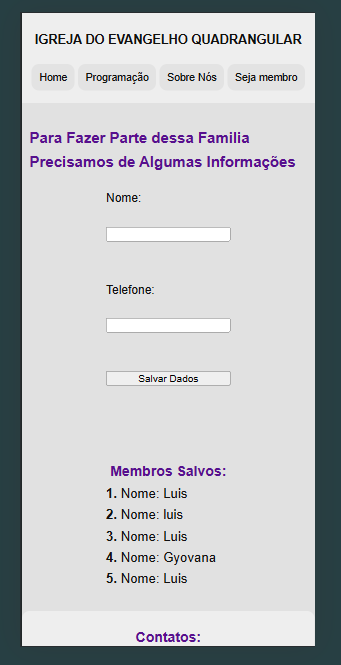 IGREJA DO EVANGELHO QUADRANGULAR
Home Programação Sobre Nós Seja membro
Para Fazer Parte dessa Familia
Precisamos de Algumas Informações
Nome:
Telefone:
Salvar Dados
Membros Salvos:
1. Nome: Luis
2. Nome: luis
3. Nome: Luis
4. Nome: Gyovana
5. Nome: Luis
Contatos: